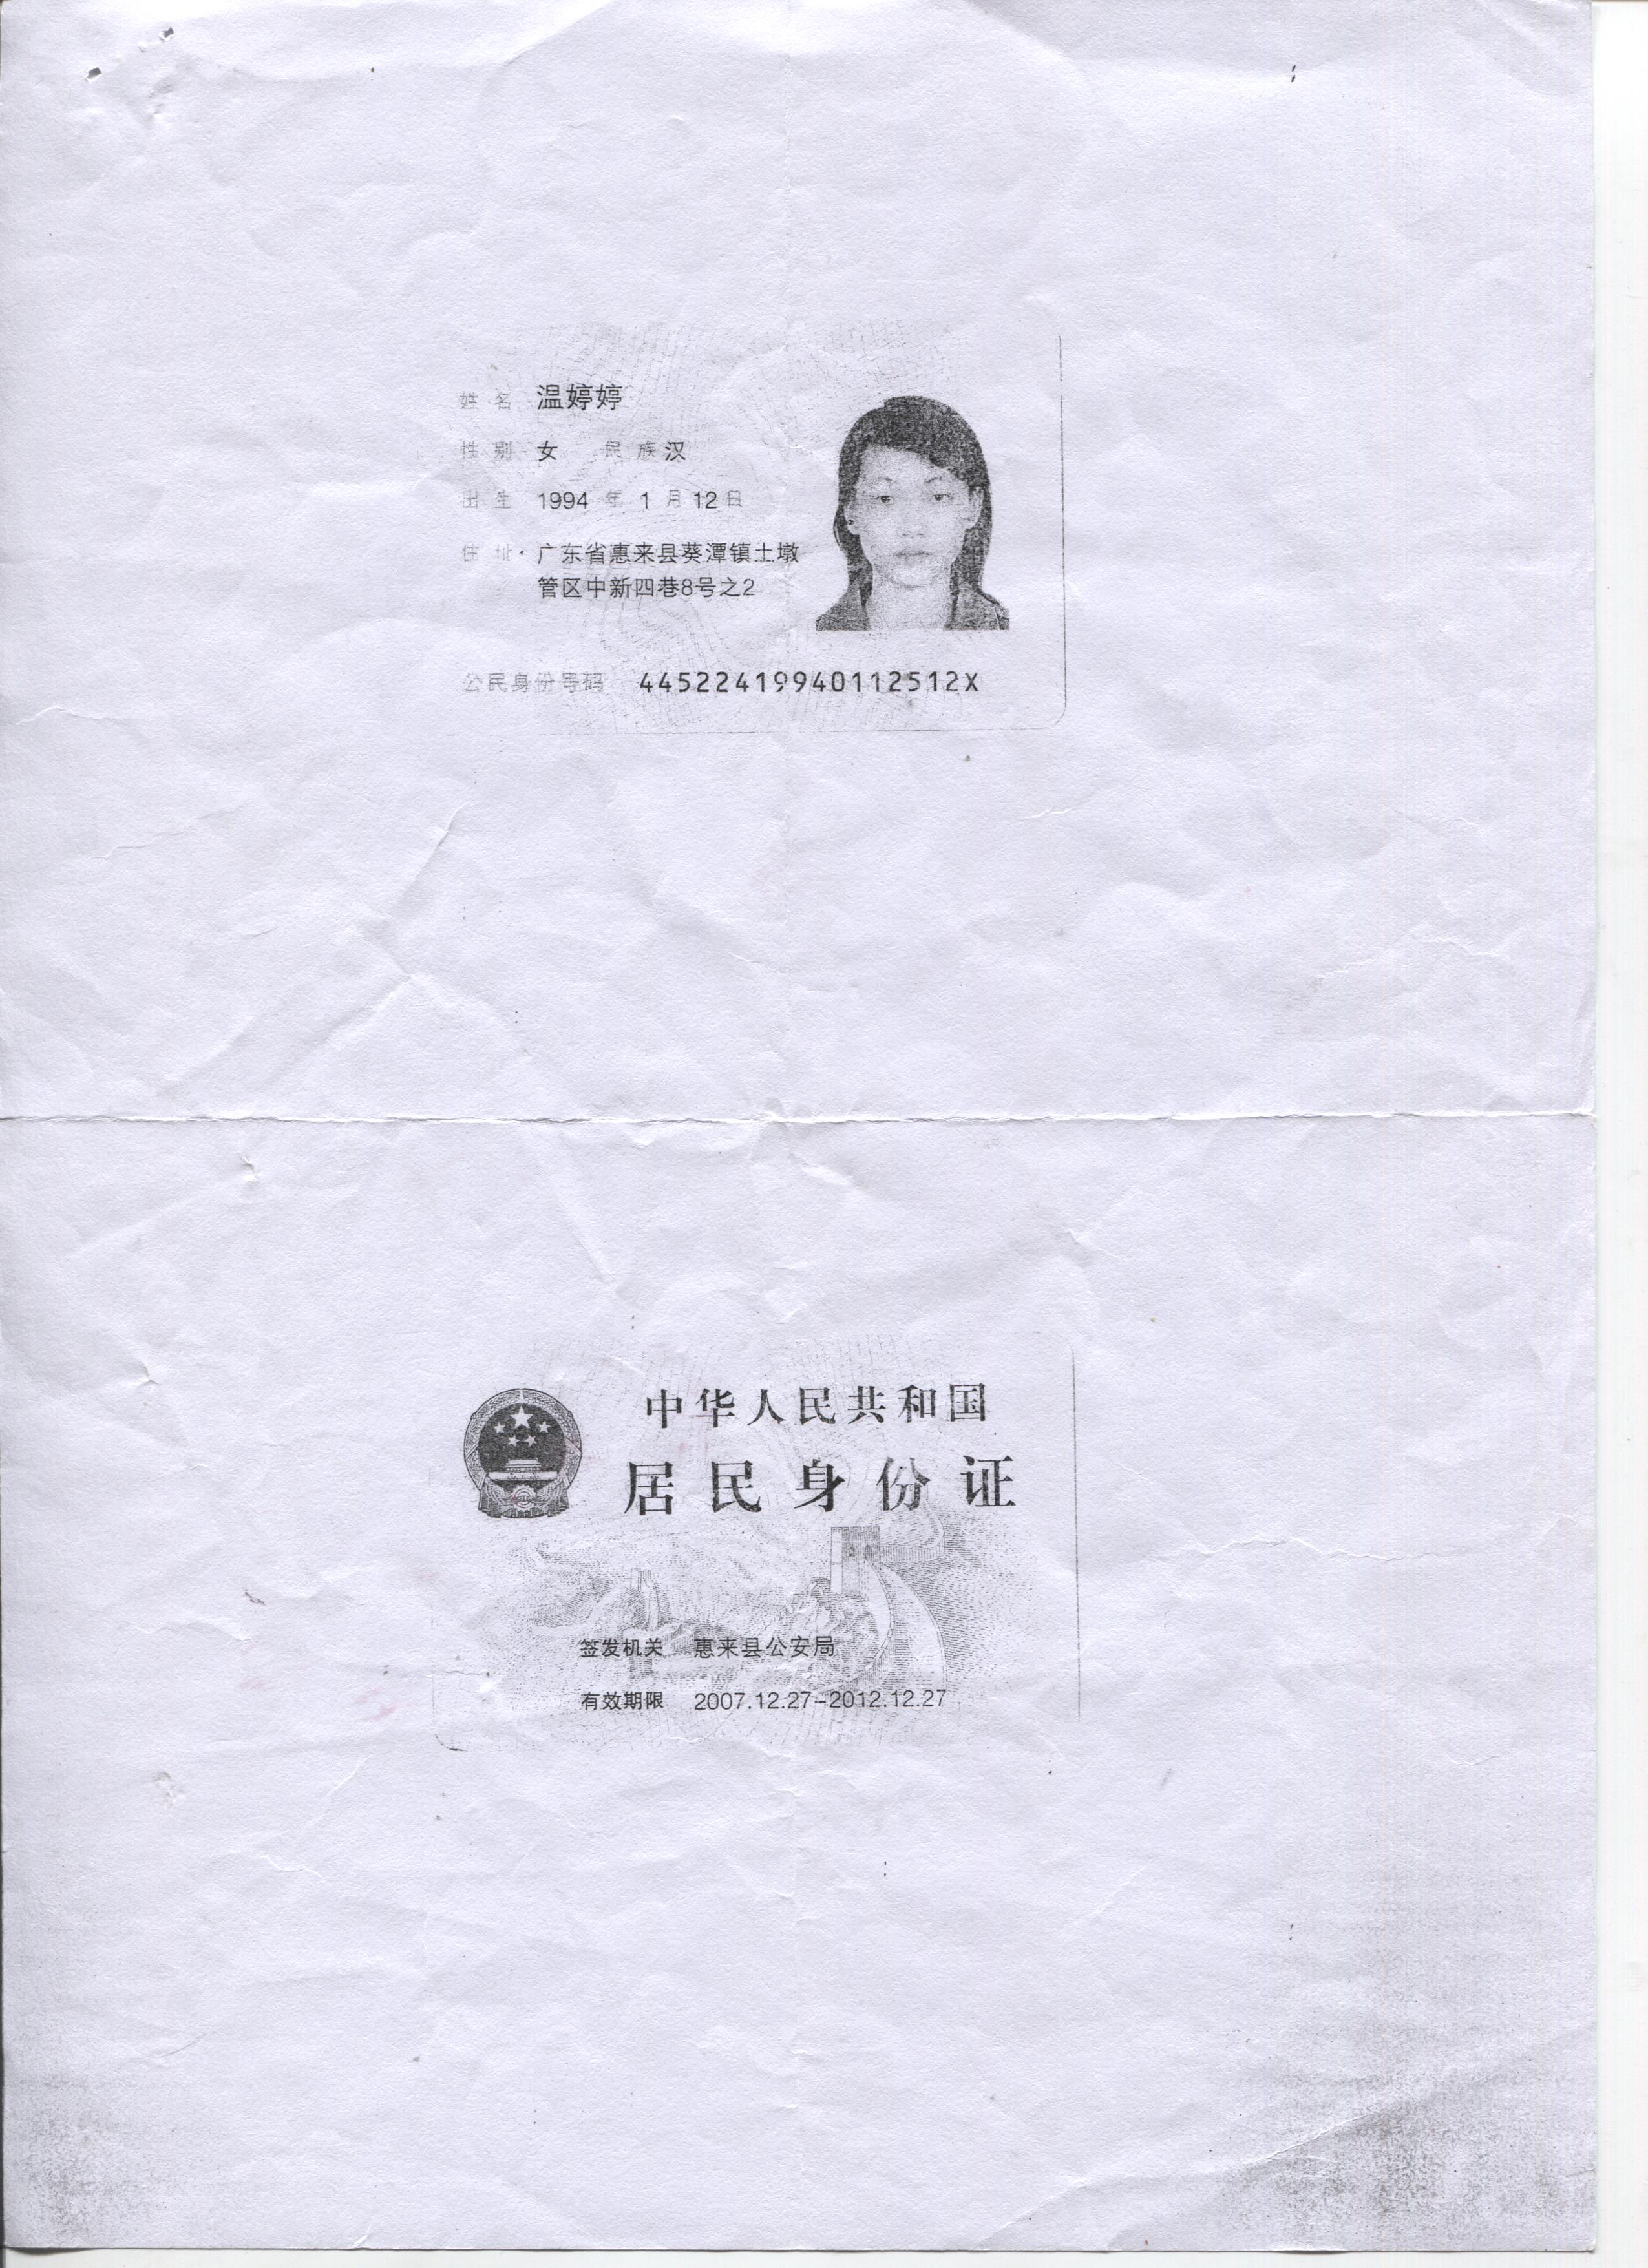 姓名 温婷婷
性别 女 民族 汉
出生 1994 年 1 月 12 日
住址 广东省惠来县葵潭镇土墩
管区中新四巷8号之2
公民身份号码 44522419940112512X
中华人民共和国
居民身份证
签发机关 惠来县公安局
有效期限 2007.12.27-2012.12.27